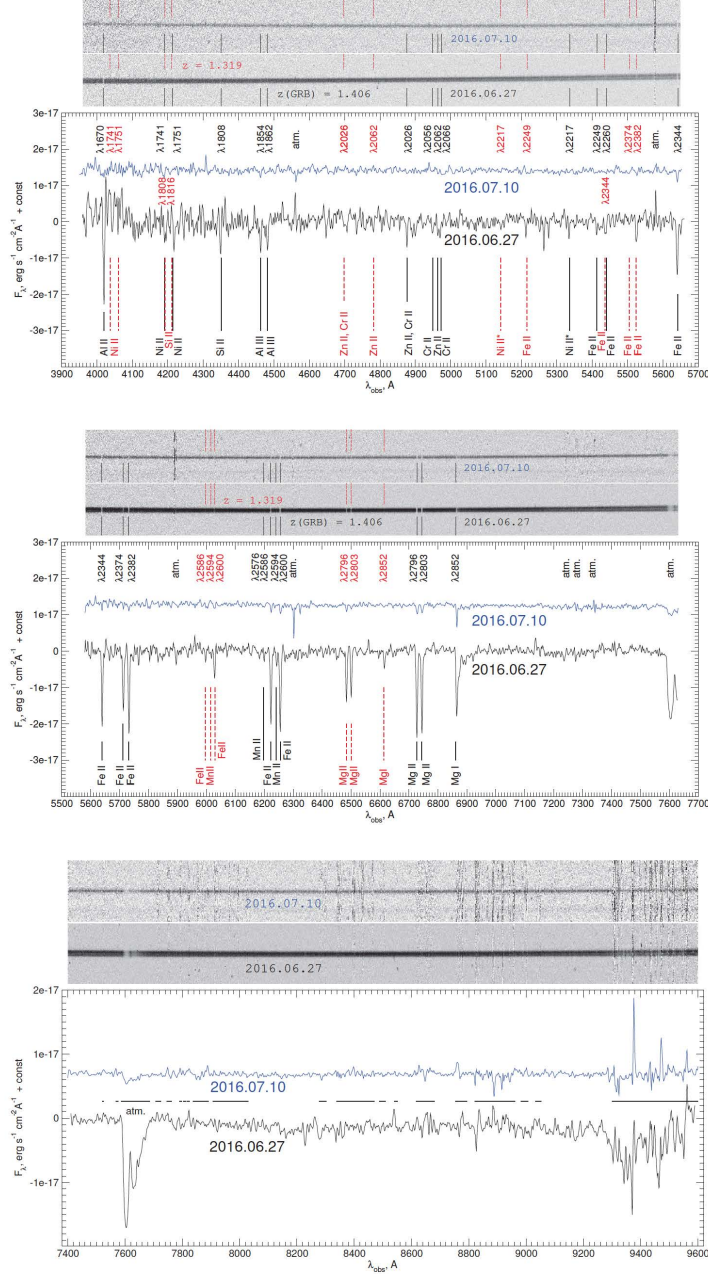 2016.07.10
z = 1.319
z(GRB) = 1.406 2016.06.27
3e-17
2e-17
1e-17
0
-1e-17
-2e-17
-3e-17
Fλ, erg s⁻¹ cm⁻²A⁻¹ + const
λ1670
λ1741
λ1751
λ1741
λ1751
λ1808
λ1854
λ1862
atm.
λ2026
λ2062
λ2026
λ2056
λ2062
λ2066
λ2217
λ2249
λ2217
λ2249
λ2260
λ2374
λ2382
atm.
λ2344
λ1808
λ1816
λ2344
2016.07.10
2016.06.27
Al II
Ni II
Ni II
Si II
Ni II
Si II
Al III
Al III
Zn II, Cr II
Zn II
Zn II, Cr II
Cr II
Zn II
Cr II
Ni II*
Fe II
Ni II*
Fe II
Fe II
Fe II
Fe II
Fe II
Fe II
3900 4000 4100 4200 4300 4400 4500 4600 4700 4800 4900 5000 5100 5200 5300 5400 5500 5600 5700
λobs, A
2016.07.10
z = 1.319
z(GRB) = 1.406 2016.06.27
3e-17
2e-17
1e-17
0
-1e-17
-2e-17
-3e-17
Fλ, erg s⁻¹ cm⁻²A⁻¹ + const
λ2344
λ2374
λ2382
atm.
λ2586
λ2594
λ2600
λ2576
λ2586
λ2594
λ2600
atm.
λ2796
λ2803
λ2852
λ2796
λ2803
λ2852
atm.
atm.
atm.
atm.
2016.07.10
2016.06.27
Fe II
Fe II
Fe II
FeII
MnII
FeII
Mn II
Fe II
Mn II
Fe II
MgII
MgII
MgI
Mg II
Mg II
Mg I
5500 5600 5700 5800 5900 6000 6100 6200 6300 6400 6500 6600 6700 6800 6900 7000 7100 7200 7300 7400 7500 7600 7700
λobs, A
2016.07.10
2016.06.27
2e-17
1e-17
0
-1e-17
Fλ, erg s⁻¹ cm⁻²A⁻¹ + const
2016.07.10
atm.
2016.06.27
7400 7600 7800 8000 8200 8400 8600 8800 9000 9200 9400 9600
λobs, A